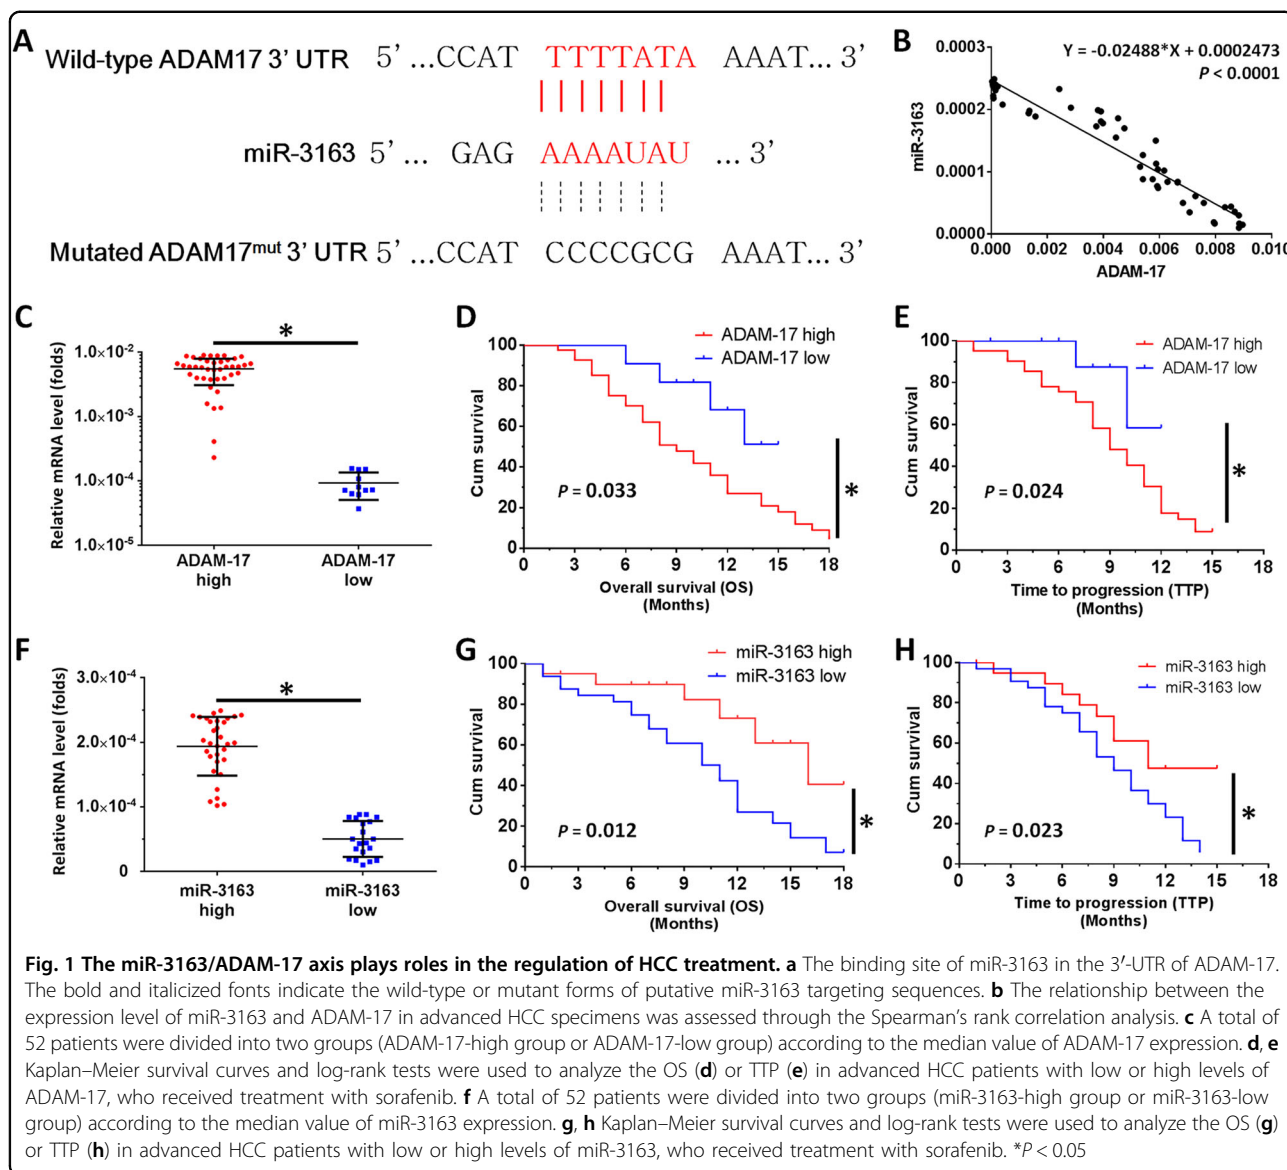 A
Wild-type ADAM17 3' UTR 5' ...CCAT TTTTATA AAAT... 3'
miR-3163 5' ... GAG AAAAUAU ... 3'
Mutated ADAM17mut 3' UTR 5' ...CCAT CCCCGCG AAAT... 3'
B
Y = -0.02488*X + 0.0002473
P < 0.0001
miR-3163
0.0003
0.0002
0.0001
0.0000
0.000 0.002 0.004 0.006 0.008 0.010
ADAM-17
C
*
Relative mRNA level (folds)
1.0×10-2
1.0×10-3
1.0×10-4
1.0×10-5
ADAM-17 high
ADAM-17 low
D
ADAM-17 high
ADAM-17 low
Cum survival
100
80
60
40
20
0
P = 0.033
*
0 3 6 9 12 15 18
Overall survival (OS)
(Months)
E
ADAM-17 high
ADAM-17 low
Cum survival
100
80
60
40
20
0
P = 0.024
*
0 3 6 9 12 15 18
Time to progression (TTP)
(Months)
F
*
Relative mRNA level (folds)
3.0×10-4
2.0×10-4
1.0×10-4
0
miR-3163 high
miR-3163 low
G
miR-3163 high
miR-3163 low
Cum survival
100
80
60
40
20
0
P = 0.012
*
0 3 6 9 12 15 18
Overall survival (OS)
(Months)
H
miR-3163 high
miR-3163 low
Cum survival
100
80
60
40
20
0
P = 0.023
*
0 3 6 9 12 15 18
Time to progression (TTP)
(Months)
Fig. 1 The miR-3163/ADAM-17 axis plays roles in the regulation of HCC treatment. a The binding site of miR-3163 in the 3′-UTR of ADAM-17.
The bold and italicized fonts indicate the wild-type or mutant forms of putative miR-3163 targeting sequences. b The relationship between the
expression level of miR-3163 and ADAM-17 in advanced HCC specimens was assessed through the Spearman's rank correlation analysis. c A total of
52 patients were divided into two groups (ADAM-17-high group or ADAM-17-low group) according to the median value of ADAM-17 expression. d, e
Kaplan–Meier survival curves and log-rank tests were used to analyze the OS (d) or TTP (e) in advanced HCC patients with low or high levels of
ADAM-17, who received treatment with sorafenib. f A total of 52 patients were divided into two groups (miR-3163-high group or miR-3163-low
group) according to the median value of miR-3163 expression. g, h Kaplan–Meier survival curves and log-rank tests were used to analyze the OS (g)
or TTP (h) in advanced HCC patients with low or high levels of miR-3163, who received treatment with sorafenib. *P < 0.05